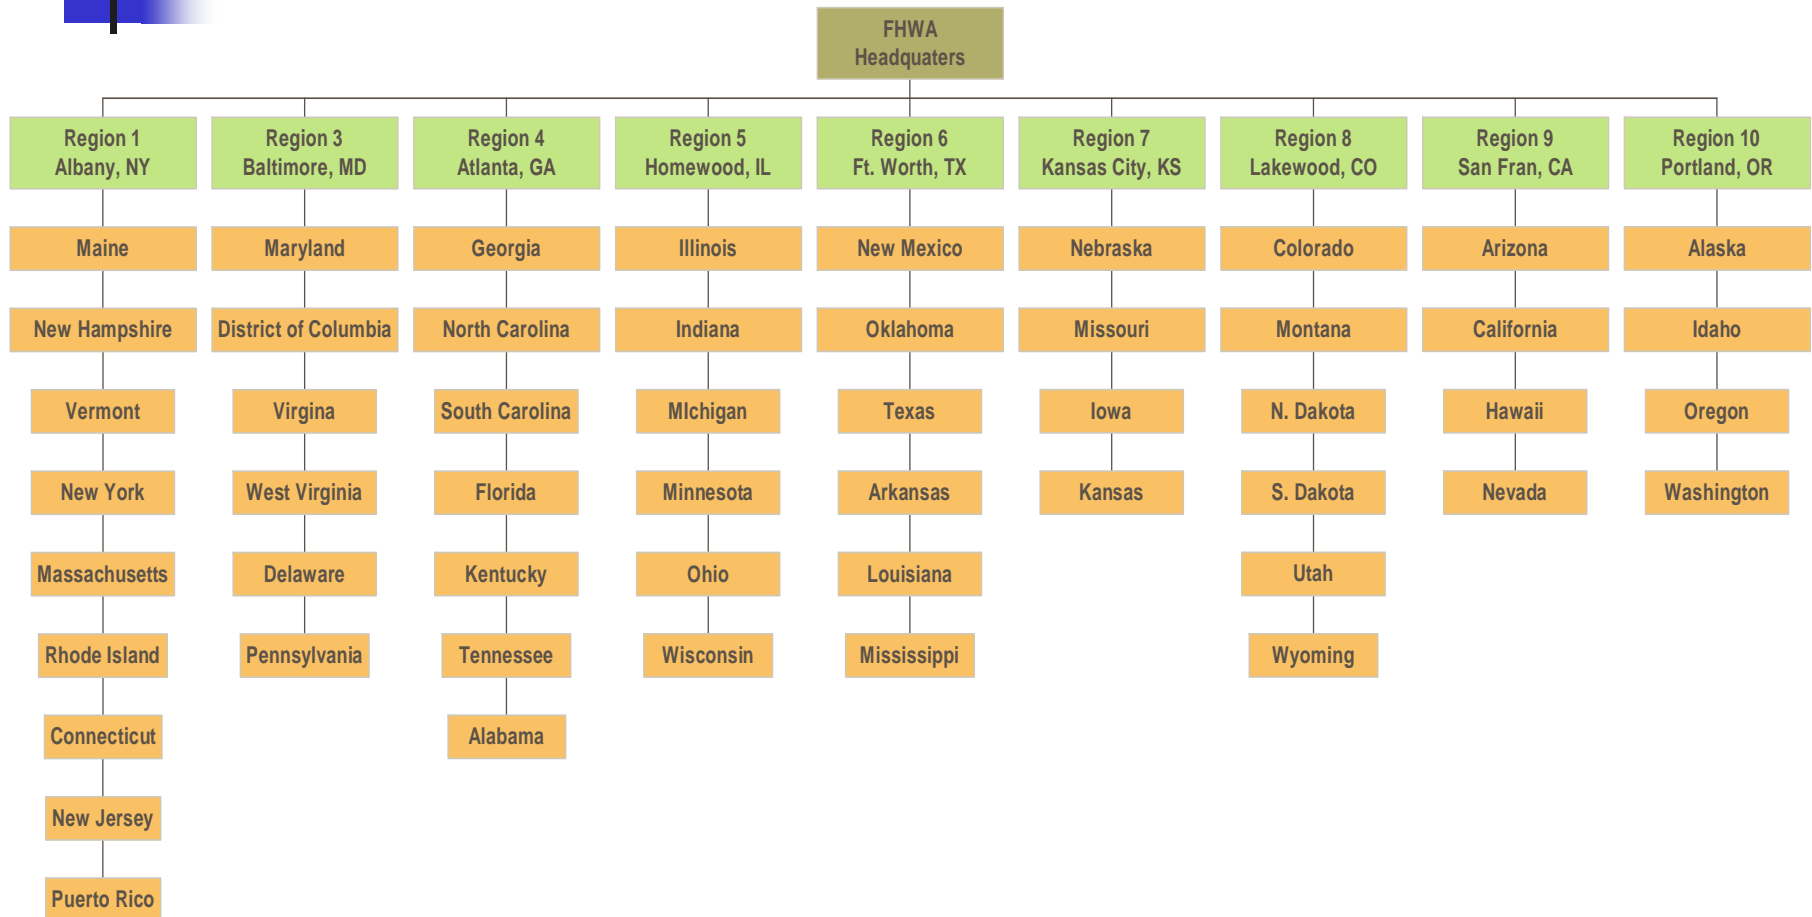 FHWA
Headquaters
Region 1
Albany, NY
Region 3
Baltimore, MD
Region 4
Atlanta, GA
Region 5
Homewood, IL
Region 6
Ft. Worth, TX
Region 7
Kansas City, KS
Region 8
Lakewood, CO
Region 9
San Fran, CA
Region 10
Portland, OR
Maine
Maryland
Georgia
Illinois
New Mexico
Nebraska
Colorado
Arizona
Alaska
New Hampshire
District of Columbia
North Carolina
Indiana
Oklahoma
Missouri
Montana
California
Idaho
Vermont
Virgina
South Carolina
MIchigan
Texas
Iowa
N. Dakota
Hawaii
Oregon
New York
West Virginia
Florida
Minnesota
Arkansas
Kansas
S. Dakota
Nevada
Washington
Massachusetts
Delaware
Kentucky
Ohio
Louisiana
Utah
Rhode Island
Pennsylvania
Tennessee
Wisconsin
Mississippi
Wyoming
Connecticut
Alabama
New Jersey
Puerto Rico